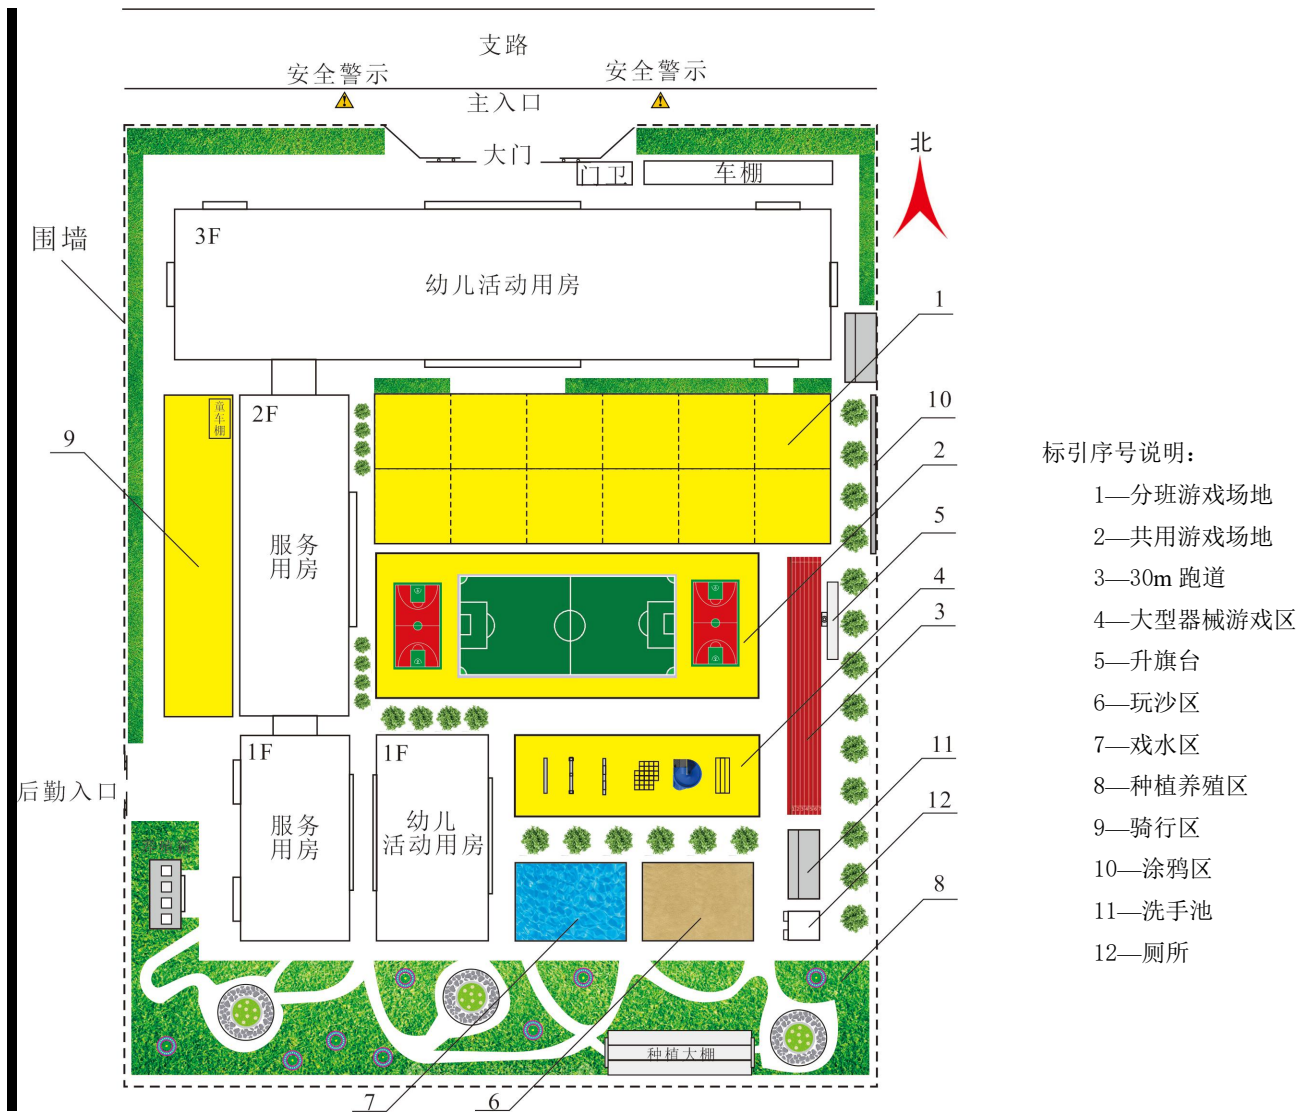 支路
安全警示
安全警示
主入口
大门
门卫
车棚
北
围墙
3F
幼儿活动用房
1
10
2
5
4
3
11
12
8
9
童车棚
2F
服务
用房
后勤入口
1F
服务
用房
1F
幼儿
活动用房
种植大棚
7
6
标引序号说明：
1—分班游戏场地
2—共用游戏场地
3—30m 跑道
4—大型器械游戏区
5—升旗台
6—玩沙区
7—戏水区
8—种植养殖区
9—骑行区
10—涂鸦区
11—洗手池
12—厕所